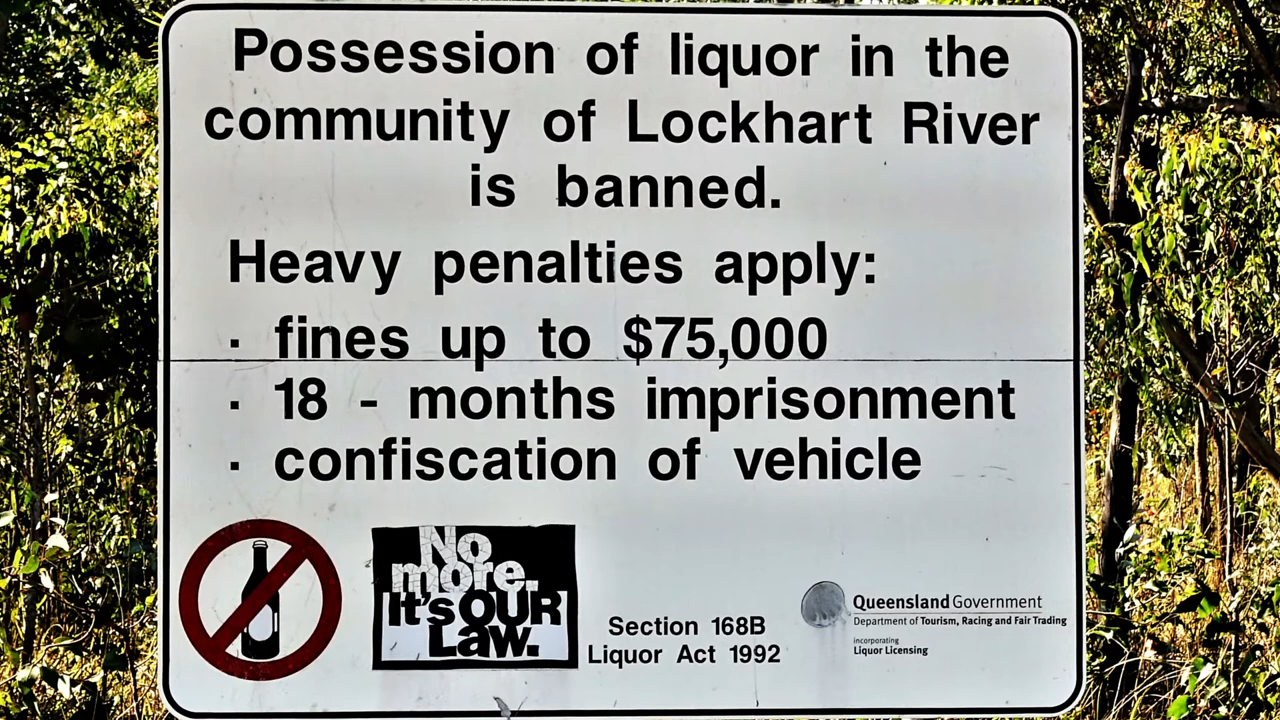 Possession of liquor in the
community of Lockhart River
is banned.
Heavy penalties apply:
· fines up to $75,000
· 18 - months imprisonment
· confiscation of vehicle
No
more.
It's OUR
Law.
Section 168B
Liquor Act 1992
Queensland Government
Department of Tourism, Racing and Fair Trading
incorporating
Liquor Licensing